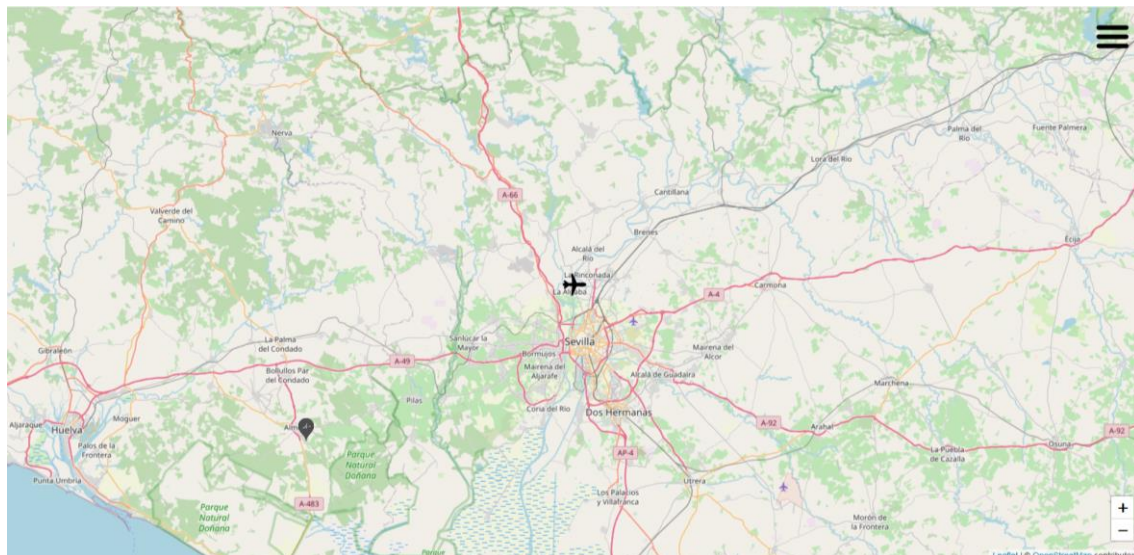 Nerva
Palma del
Río
Fuente Palmera
Lora del Río
A-66
Cantillana
Valverde del
Camino
Brenes
Écija
Alcalá del
Río
La Rinconada
Carmona
La Algaba
A-4
La Palma
del Condado
Sanlúcar la
Mayor
Sevilla
Gibraleón
A-49
Bormujos
Mairena del
Aljarafe
Mairena del
Alcor
Bollullos Par
del Condado
Alcalá de Guadaíra
Marchena
Pilas
Coria del Río
Dos Hermanas
Moguer
Aljaraque
Huelva
A-92
Arahal
A-92
Palos de la
Frontera
Osuna
La Puebla
de Cazalla
Parque
Natural
Doñana
AP-4
Punta Umbría
Utrera
Los Palacios
y Villafranca
A-483
Parque
Natural
Doñana
Morón de
la Frontera
+
−
Parque